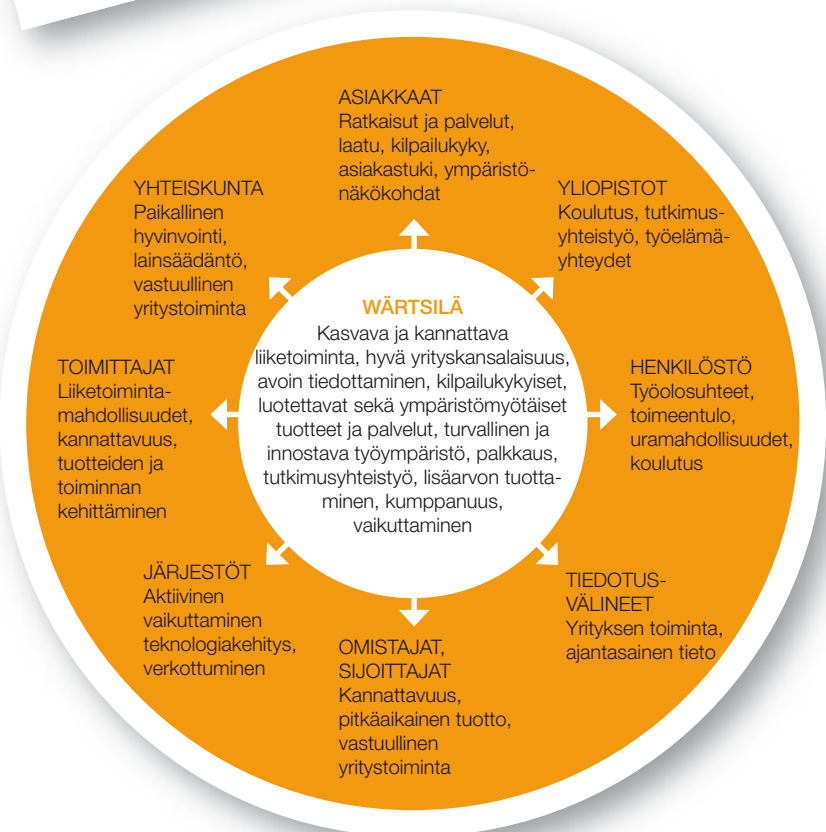 ASIAKKAAT
Ratkaisut ja palvelut,
laatu, kilpailukyky,
asiakastuki, ympäristö-
näkökohdat
YLIOPISTOT
Koulutus, tutkimus-
yhteistyö, työelämä-
yhteydet
HENKILÖSTÖ
Työolosuhteet,
toimeentulo,
uramahdollisuudet,
koulutus
TIEDOTUS-
VÄLINEET
Yrityksen toiminta,
ajantasainen tieto
OMISTAJAT,
SIJOITTAJAT
Kannattavuus,
pitkäaikainen tuotto,
vastuullinen
yritystoiminta
JÄRJESTÖT
Aktiivinen
vaikuttaminen
teknologiakehitys,
verkottuminen
TOIMITTAJAT
Liiketoiminta-
mahdollisuudet,
kannattavuus,
tuotteiden ja
toiminnan
kehittäminen
YHTEISKUNTA
Paikallinen
hyvinvointi,
lainsäädäntö,
vastuullinen
yritystoiminta
WÄRTSILÄ
Kasvava ja kannattava
liiketoiminta, hyvä yrityskansalaisuus,
avoin tiedottaminen, kilpailukykyiset,
luotettavat sekä ympäristömyötäiset
tuotteet ja palvelut, turvallinen ja
innostava työympäristö, palkkaus,
tutkimusyhteistyö, lisäarvon tuotta-
minen, kumppanuus,
vaikuttaminen